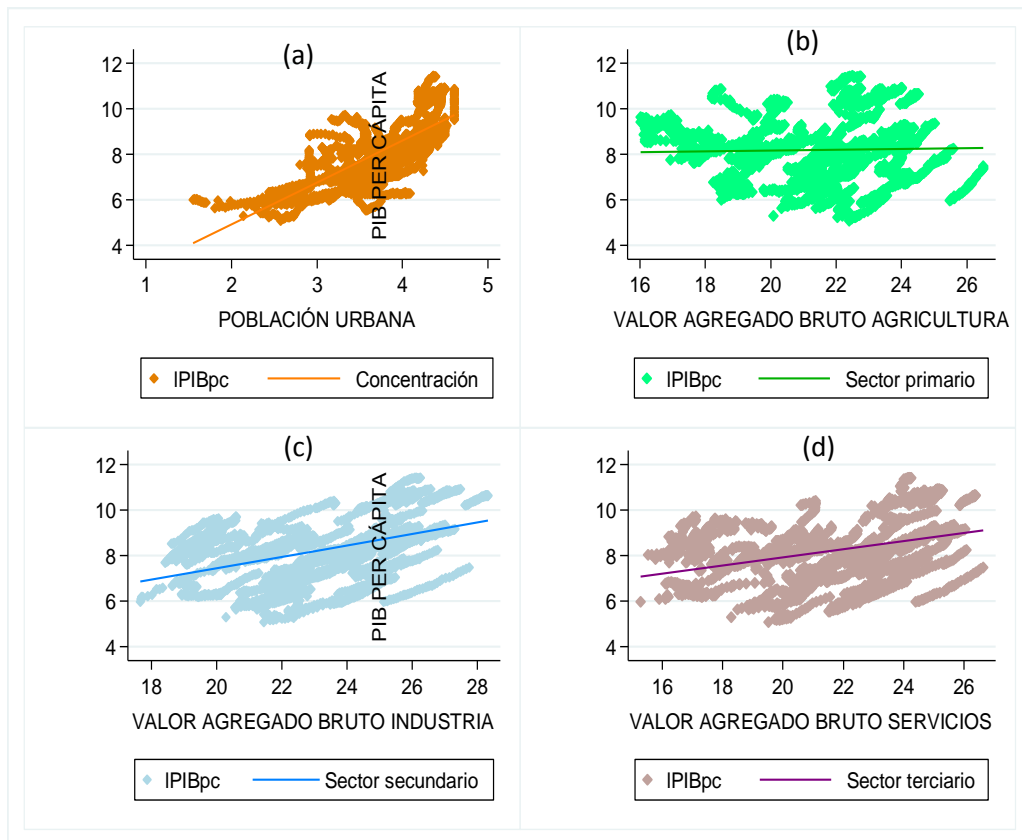 (a)
12
10
8
6
4
PIB PER CÁPITA
1 2 3 4 5
POBLACIÓN URBANA
lPIBpc Concentración
(b)
12
10
8
6
4
16 18 20 22 24 26
VALOR AGREGADO BRUTO AGRICULTURA
lPIBpc Sector primario
(c)
12
10
8
6
4
PIB PER CÁPITA
18 20 22 24 26 28
VALOR AGREGADO BRUTO INDUSTRIA
lPIBpc Sector secundario
(d)
12
10
8
6
4
16 18 20 22 24 26
VALOR AGREGADO BRUTO SERVICIOS
lPIBpc Sector terciario